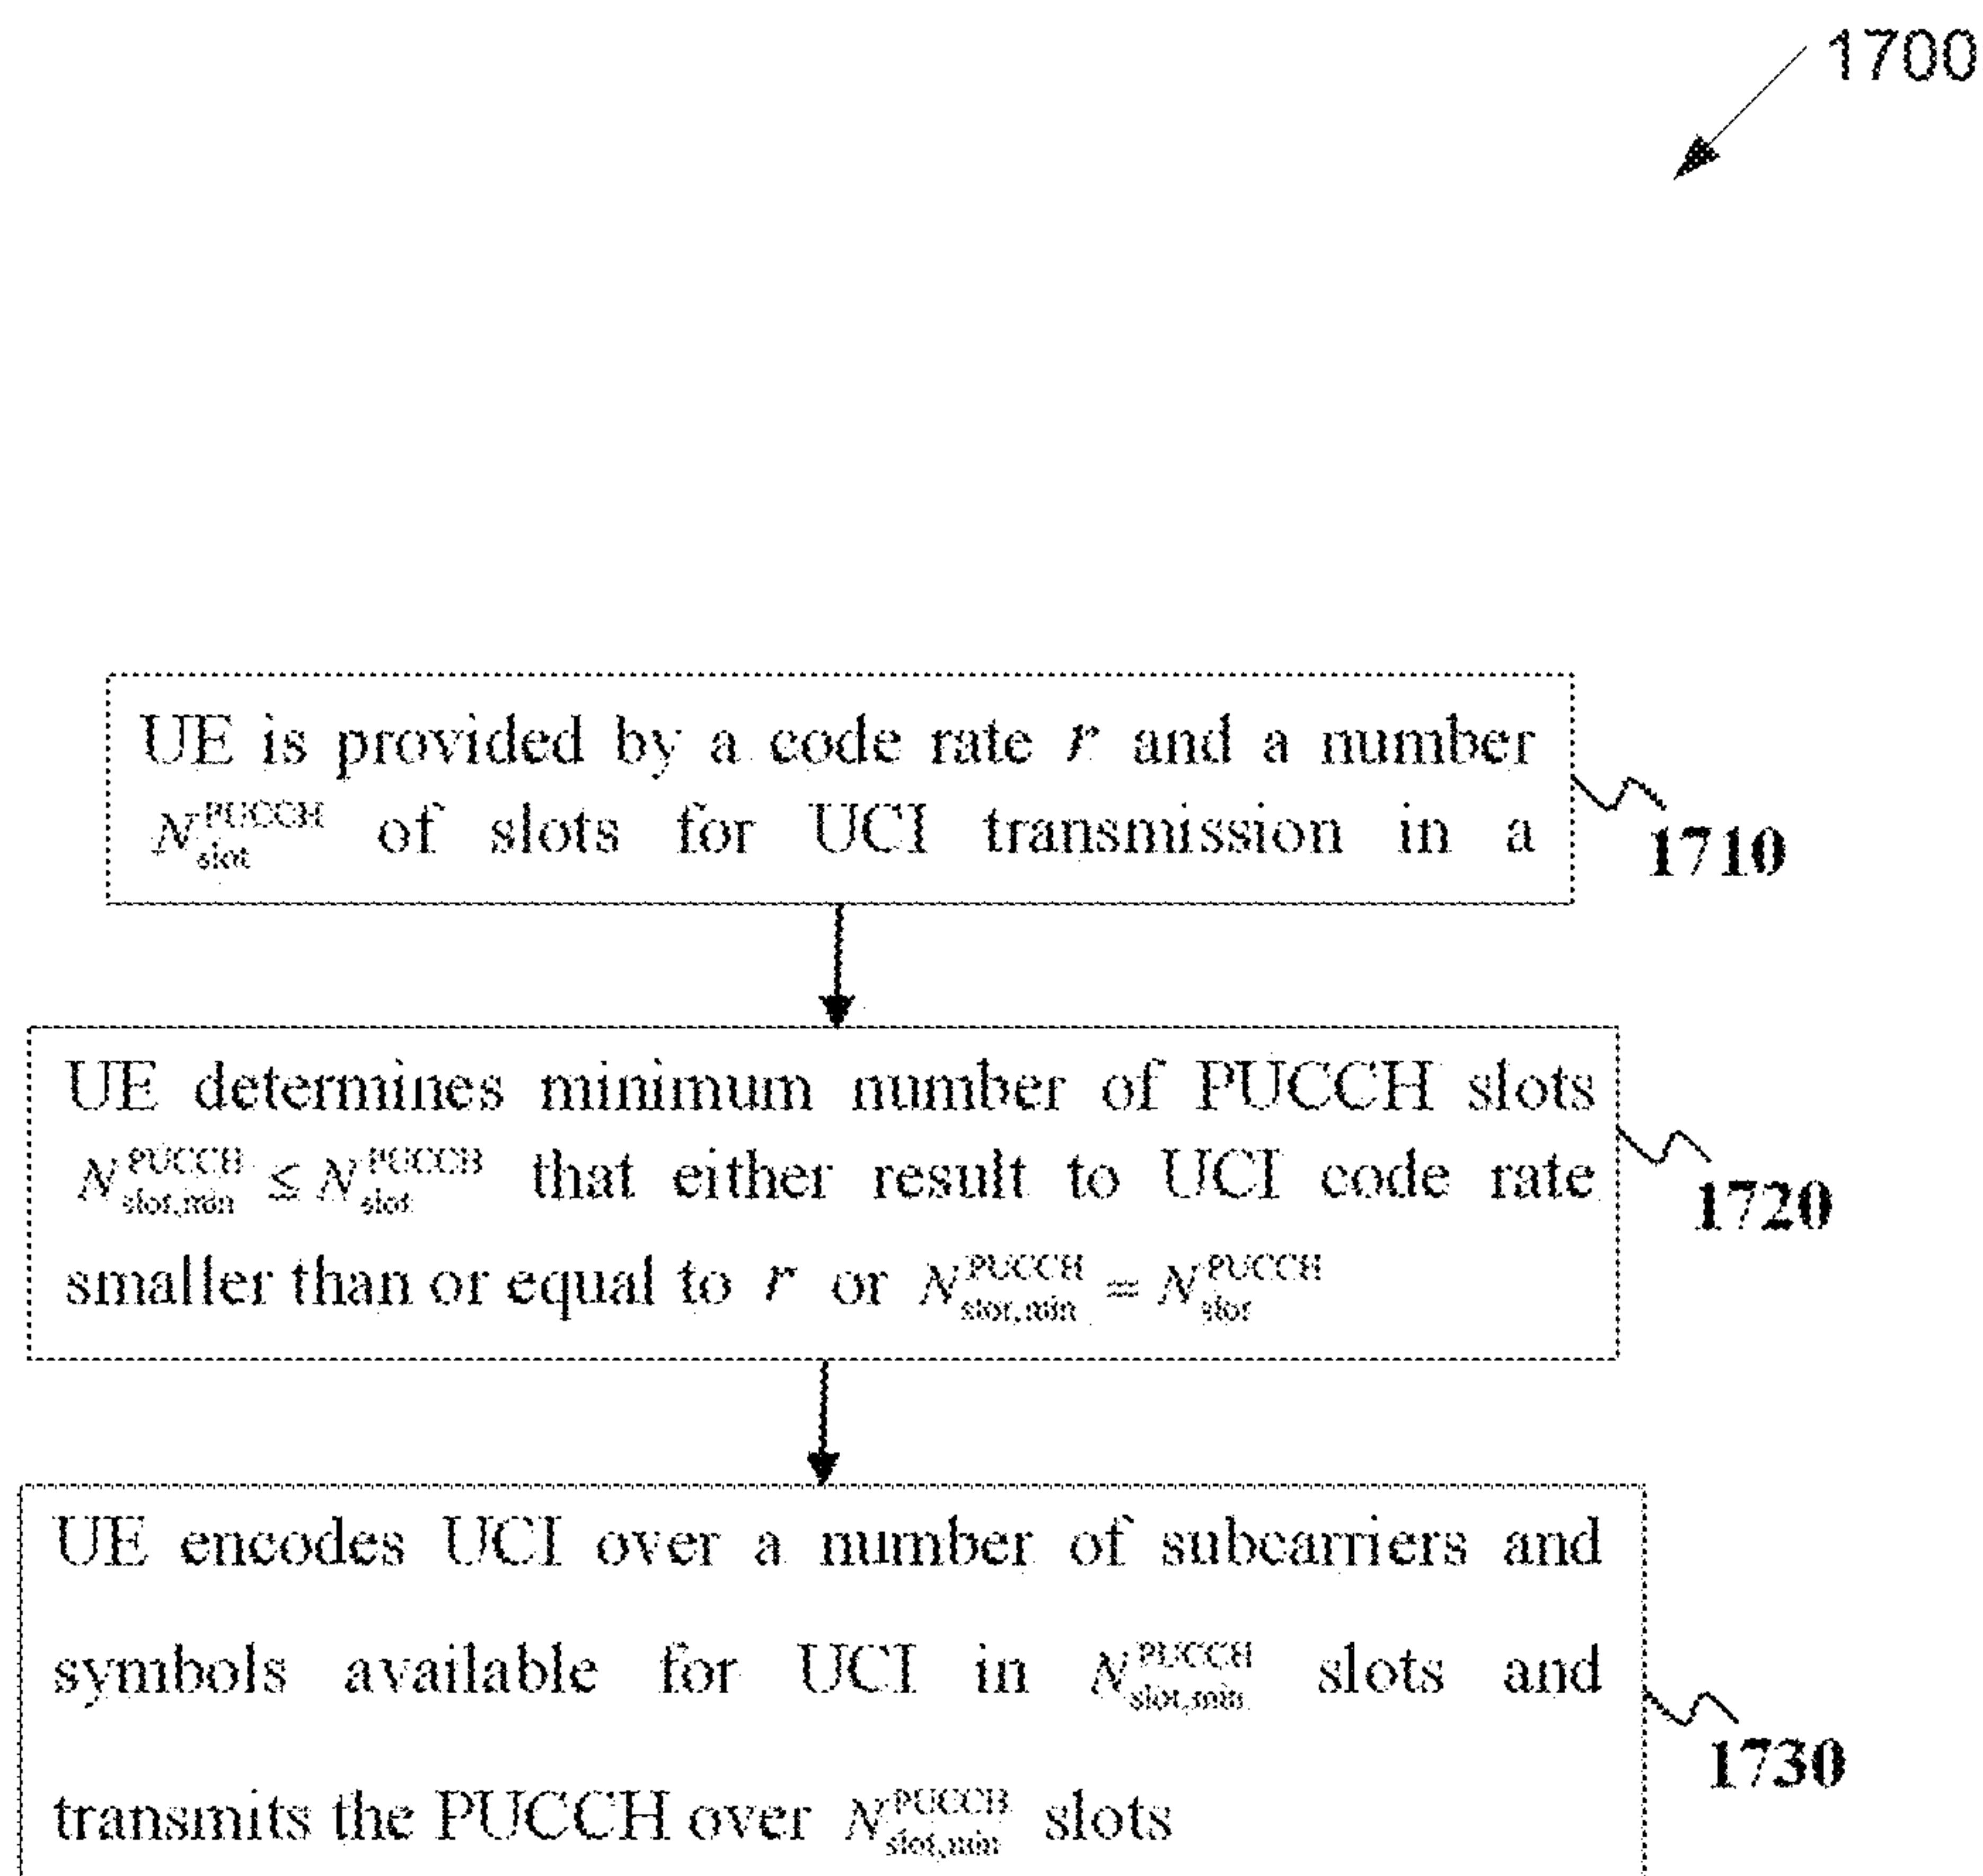 1700
UE is provided by a code rate r and a number
N_slot^PUCCH of slots for UCI transmission in a
1710
UE determines minimum number of PUCCH slots
N_slot,min^PUCCH ≤ N_slot^PUCCH that either result to UCI code rate
smaller than or equal to r or N_slot,min^PUCCH = N_slot^PUCCH
1720
UE encodes UCI over a number of subcarriers and
symbols available for UCI in N_slot,min^PUCCH slots and
transmits the PUCCH over N_slot,min^PUCCH slots
1730